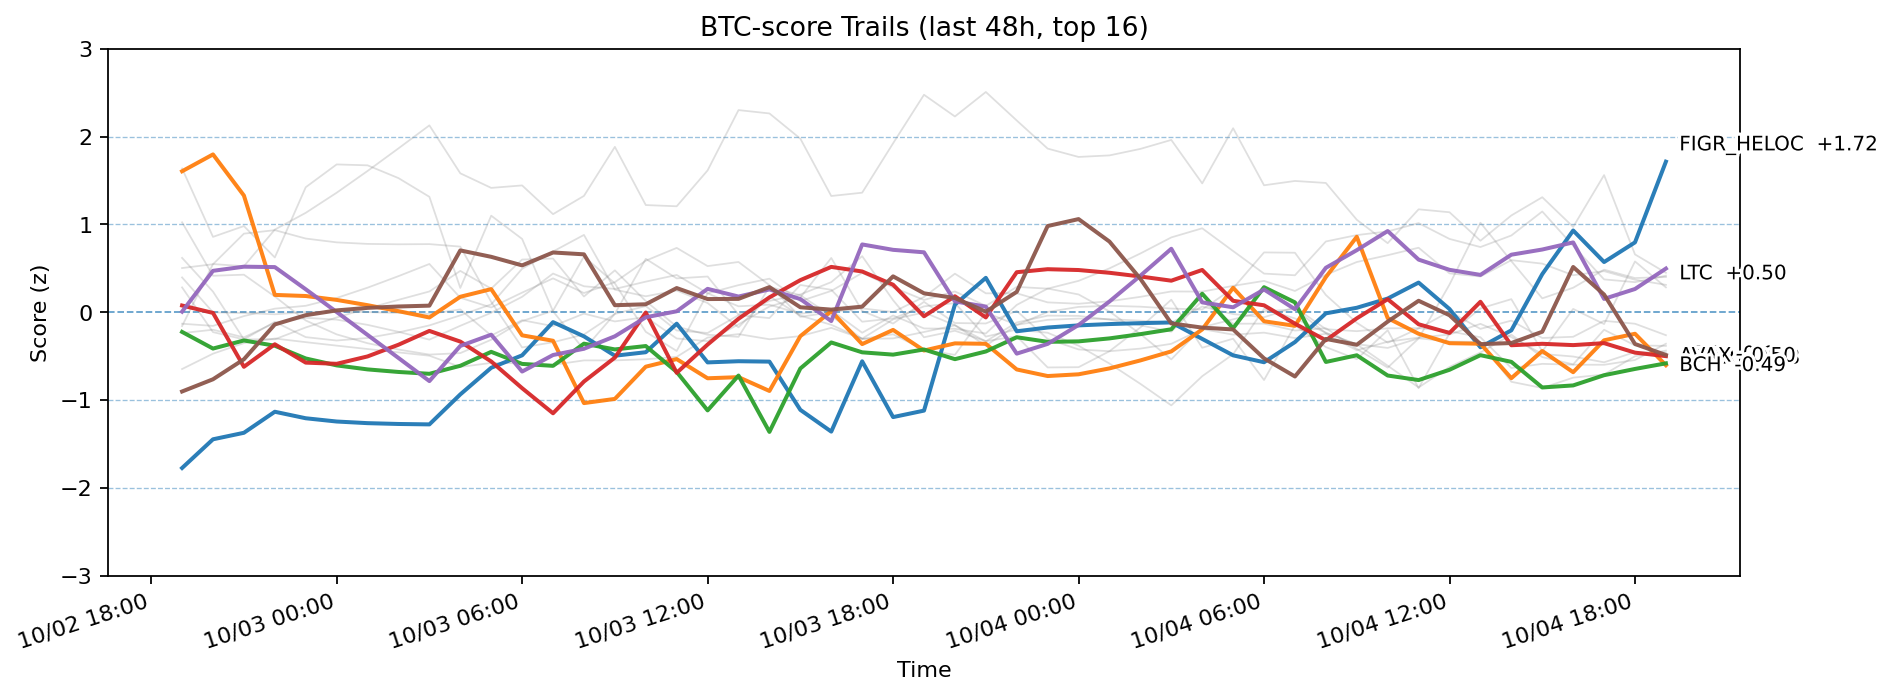 BTC-score Trails (last 48h, top 16)
3
2
1
0
−1
−2
−3
Score (z)
FIGR_HELOC +1.72
LTC +0.50
BCH -0.49
10/02 18:00
10/03 00:00
10/03 06:00
10/03 12:00
10/03 18:00
10/04 00:00
10/04 06:00
10/04 12:00
10/04 18:00
Time